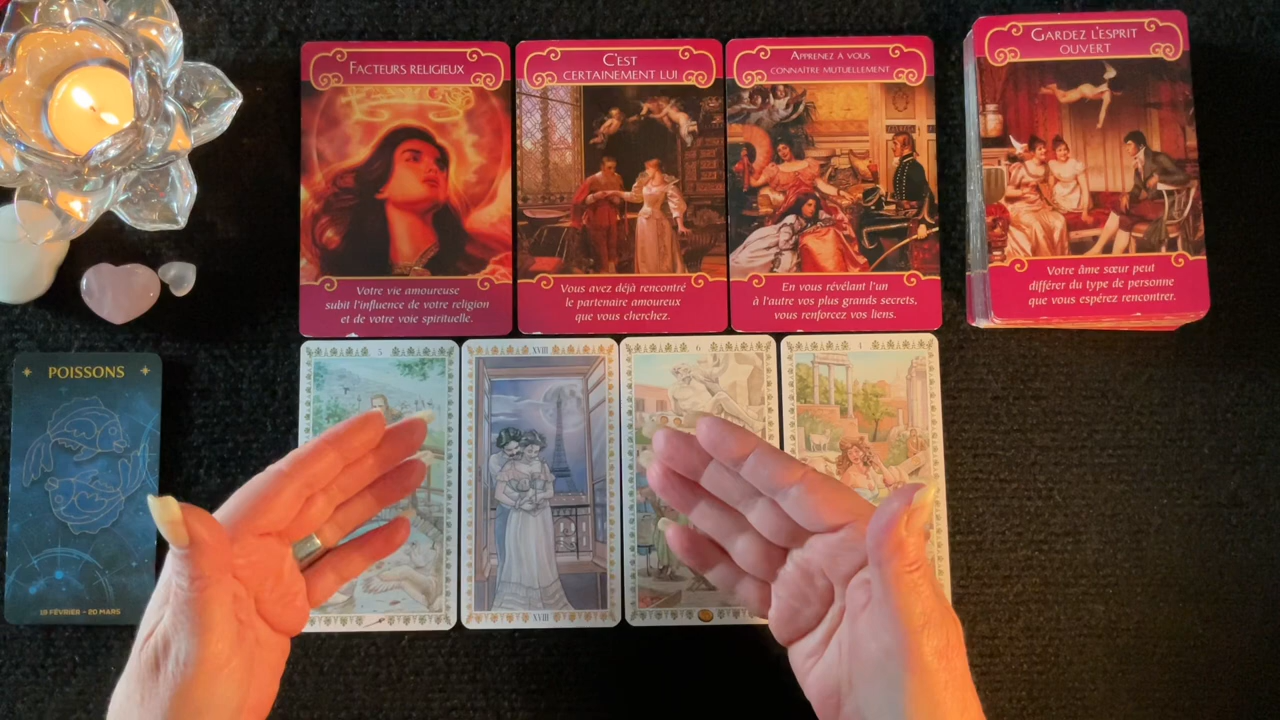 FACTEURS RELIGIEUX
Votre vie amoureuse
subit l'influence de votre religion
et de votre voie spirituelle.
C'EST
CERTAINEMENT LUI
Vous avez déjà rencontré
le partenaire amoureux
que vous cherchez.
APPRENEZ À VOUS
CONNAÎTRE MUTUELLEMENT
En vous révélant l'un
à l'autre vos plus grands secrets,
vous renforcez vos liens.
GARDEZ L'ESPRIT
OUVERT
Votre âme sœur peut
différer du type de personne
que vous espérez rencontrer.
POISSONS
19 FÉVRIER - 20 MARS
5
XVIII
XVIII
6
4